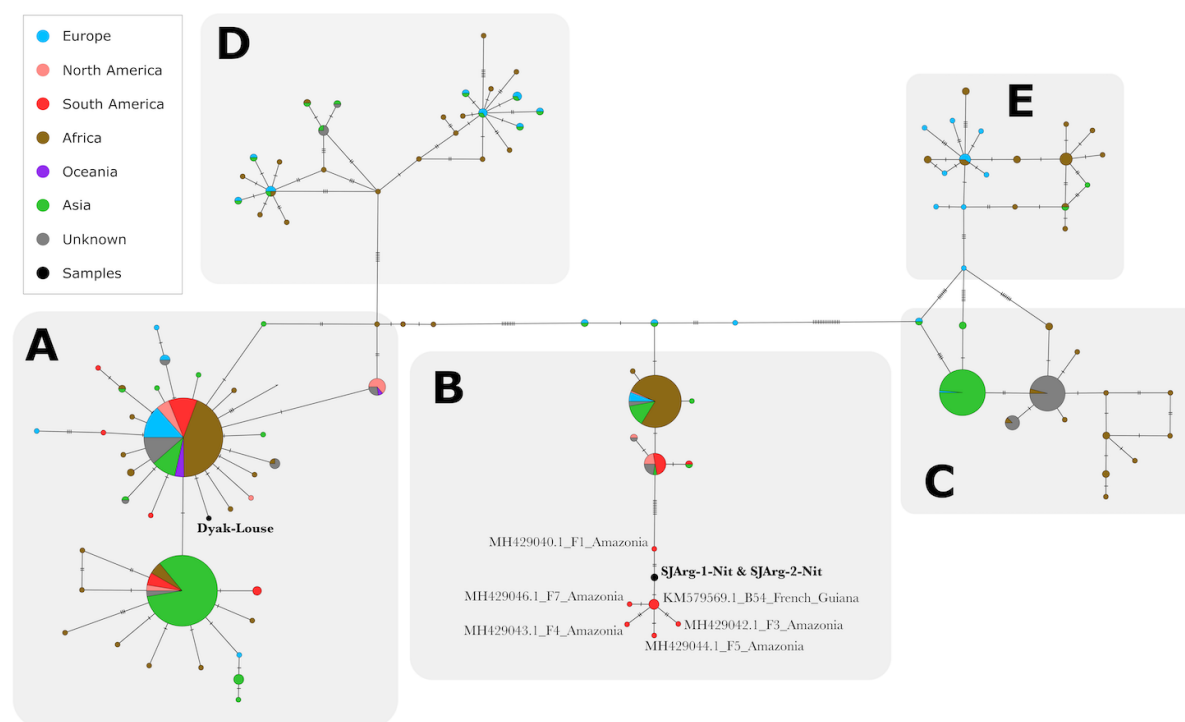 Europe
North America
South America
Africa
Oceania
Asia
Unknown
Samples
D
E
A
B
C
Dyak-Louse
MH429040.1_F1_Amazonia
SJArg-1-Nit & SJArg-2-Nit
MH429046.1_F7_Amazonia
KM579569.1_B54_French_Guiana
MH429043.1_F4_Amazonia
MH429042.1_F3_Amazonia
MH429044.1_F5_Amazonia